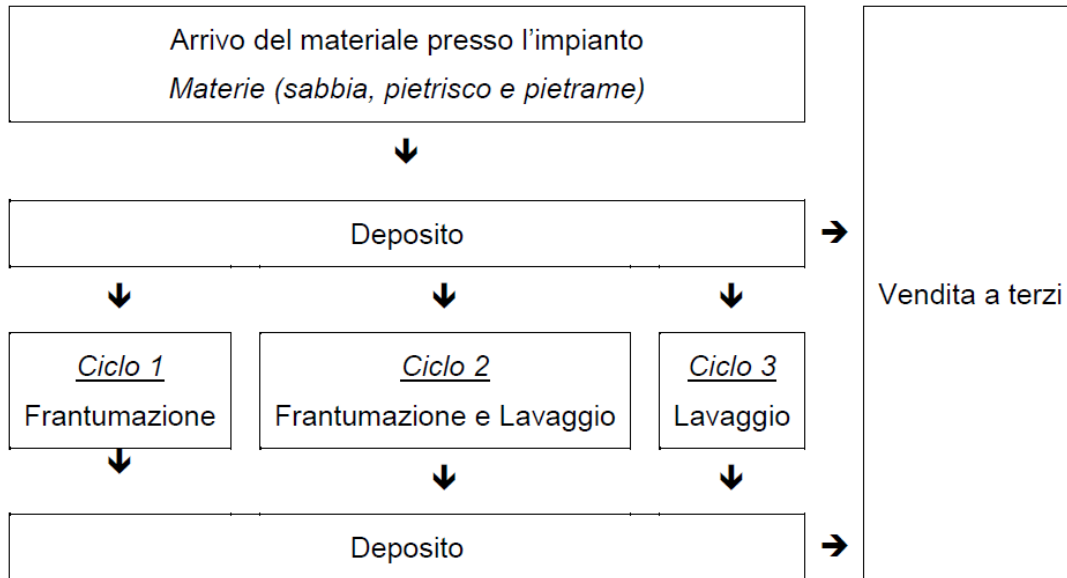 Arrivo del materiale presso l'impianto
Materie (sabbia, pietrisco e pietrame)
Deposito
Vendita a terzi
Ciclo 1
Frantumazione
Ciclo 2
Frantumazione e Lavaggio
Ciclo 3
Lavaggio
Deposito